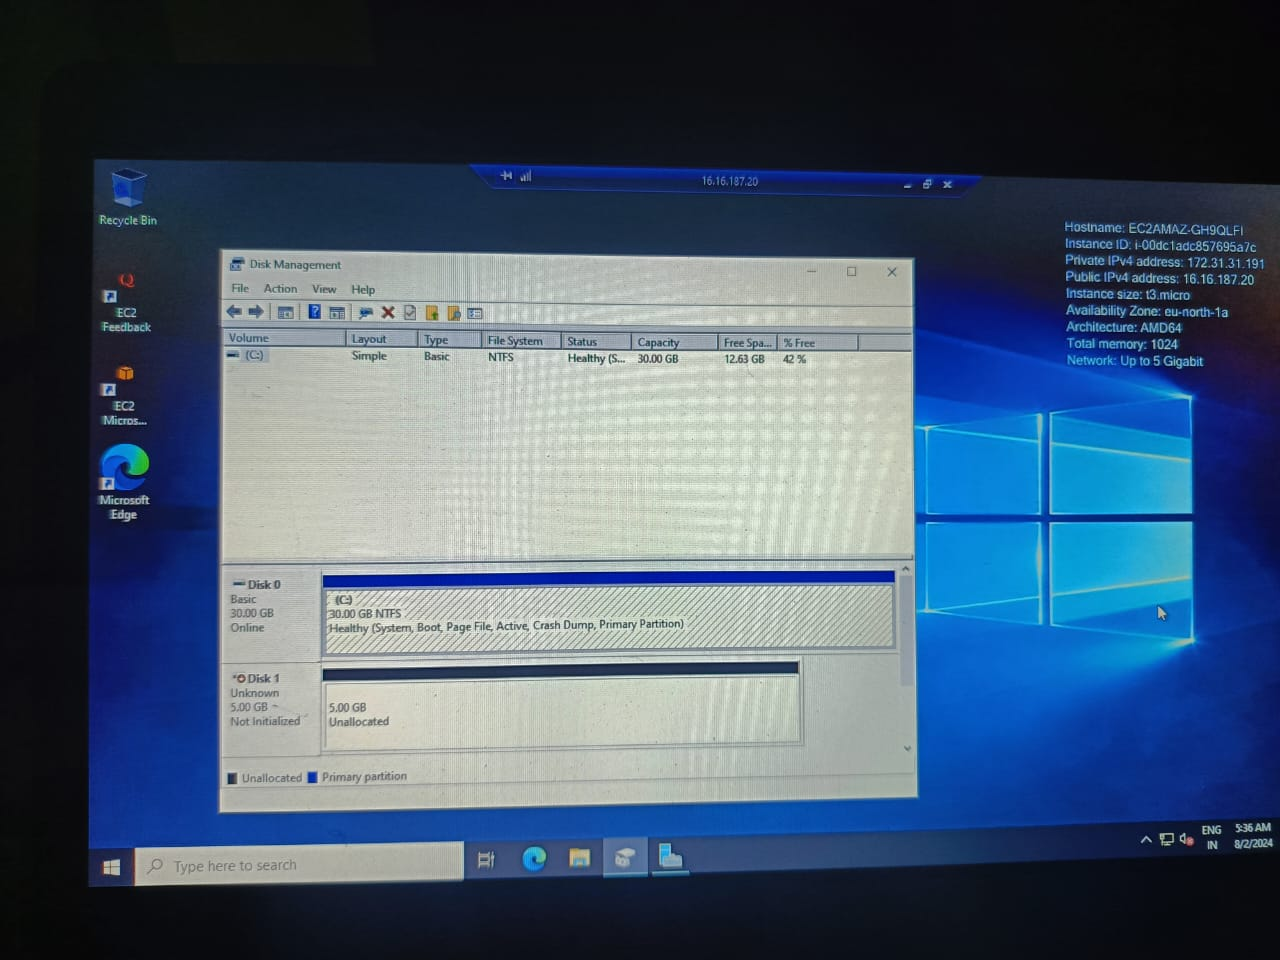 16.16.187.20
Recycle Bin
EC2
Feedback
EC2
Micros...
Microsoft
Edge
Hostname: EC2AMAZ-GH9QLFI
Instance ID: i-00dc1adc857695a7c
Private IPv4 address: 172.31.31.191
Public IPv4 address: 16.16.187.20
Instance size: t3.micro
Availability Zone: eu-north-1a
Architecture: AMD64
Total memory: 1024
Network: Up to 5 Gigabit
Disk Management
File Action View Help
Volume Layout Type File System Status Capacity Free Spa... % Free
(C:) Simple Basic NTFS Healthy (S... 30.00 GB 12.63 GB 42 %
Disk 0
Basic
30.00 GB
Online
(C:)
30.00 GB NTFS
Healthy (System, Boot, Page File, Active, Crash Dump, Primary Partition)
Disk 1
Unknown
5.00 GB
Not Initialized
5.00 GB
Unallocated
Unallocated Primary partition
Type here to search
ENG
IN
5:36 AM
8/2/2024